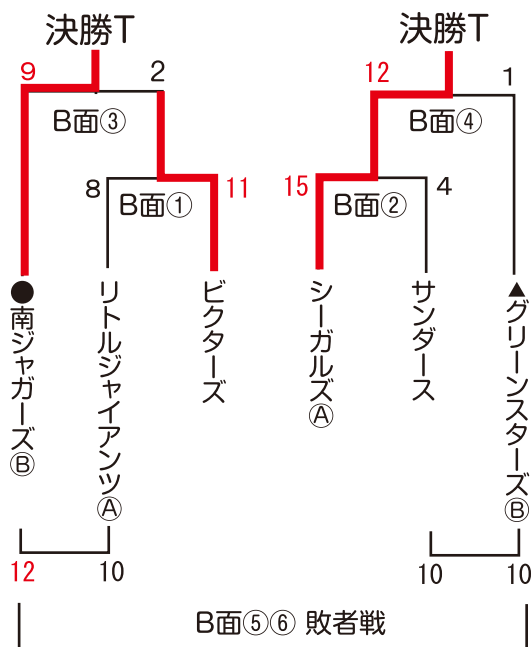 決勝T 決勝T
9 2 12 1
B面③ B面④
8 11 15 4
B面① B面②
●南ジャガーズⒷ
リトルジャイアンツⒶ
ビクターズ
シーガルズⒶ
サンダース
▲グリーンスターズⒷ
12 10 10 10
B面⑤⑥ 敗者戦